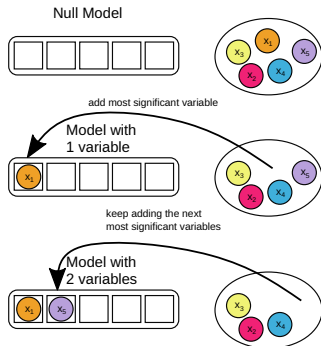 Null Model
x₁
x₃
x₅
x₂
x₄
add most significant variable
Model with
1 variable
x₁
x₃
x₅
x₂
x₄
keep adding the next
most significant variables
Model with
2 variables
x₁
x₅
x₃
x₂
x₄